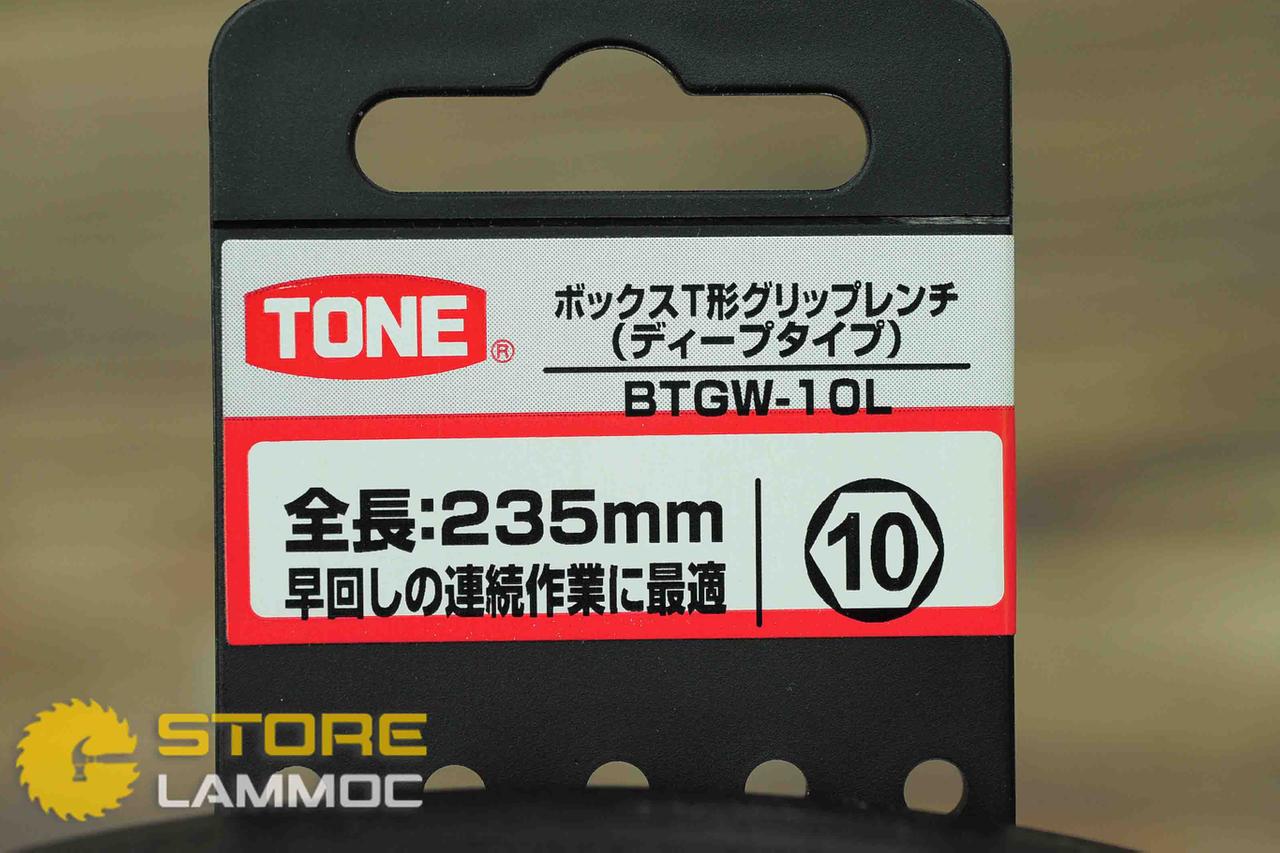 TONE®
ボックスT形グリップレンチ
(ディープタイプ)
BTGW-10L
全長:235mm
早回しの連続作業に最適
10
STORE
LAMMOC